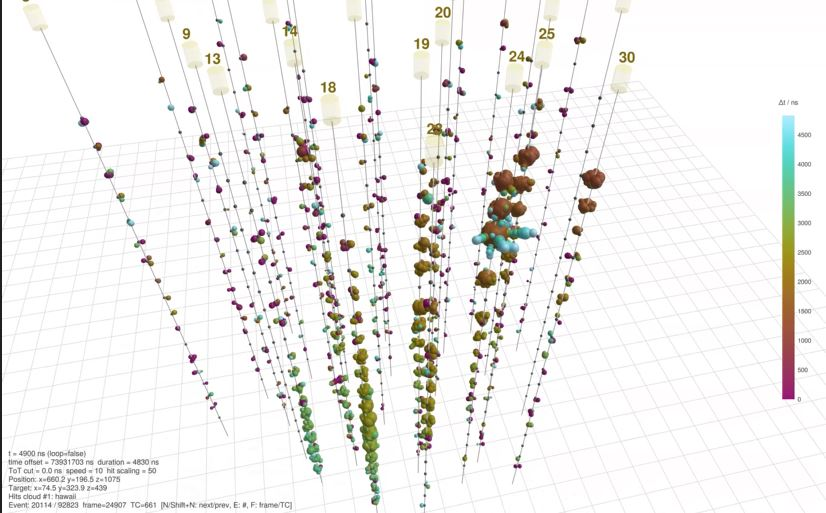 20
14
9
25
19
13
24
30
18
28
Δt / ns
4500
4000
3500
3000
2500
2000
1500
1000
500
0
t = 4900 ns (loop=false)
time offset = 73931703 ns duration = 4830 ns
ToT cut = 0.0 ns speed = 10 hit scaling = 50
Position: x=660.2 y=196.5 z=1075
Target: x=74.5 y=323.9 z=439
Hits cloud #1: hawaii
Event: 20114 / 92823 frame=24907 TC=661 [N/Shift+N: next/prev, E: #, F: frame/TC]